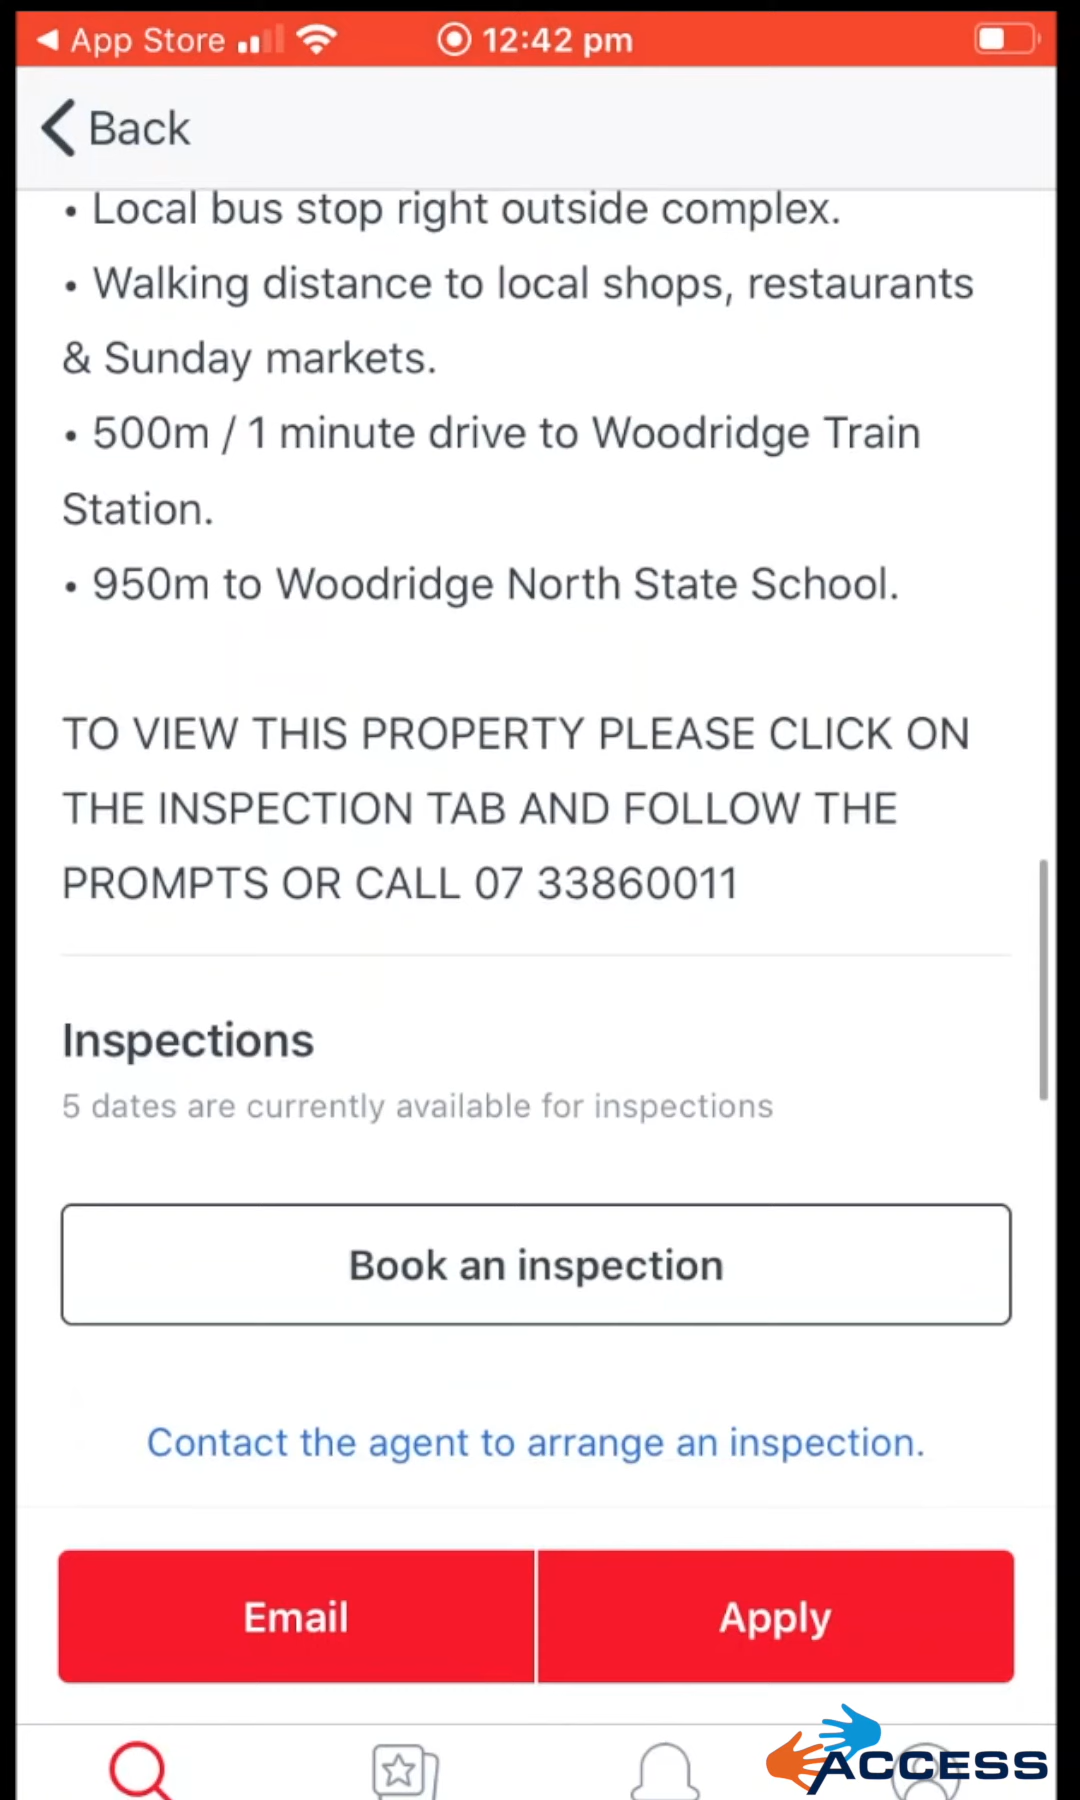 App Store
12:42 pm
Back
• Local bus stop right outside complex.
• Walking distance to local shops, restaurants
& Sunday markets.
• 500m / 1 minute drive to Woodridge Train
Station.
• 950m to Woodridge North State School.
TO VIEW THIS PROPERTY PLEASE CLICK ON
THE INSPECTION TAB AND FOLLOW THE
PROMPTS OR CALL 07 33860011
Inspections
5 dates are currently available for inspections
Book an inspection
Contact the agent to arrange an inspection.
Email
Apply
ACCESS